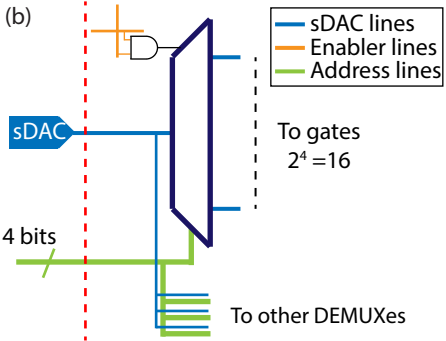 (b)
sDAC lines
Enabler lines
Address lines
sDAC
To gates
2⁴ =16
4 bits
To other DEMUXes